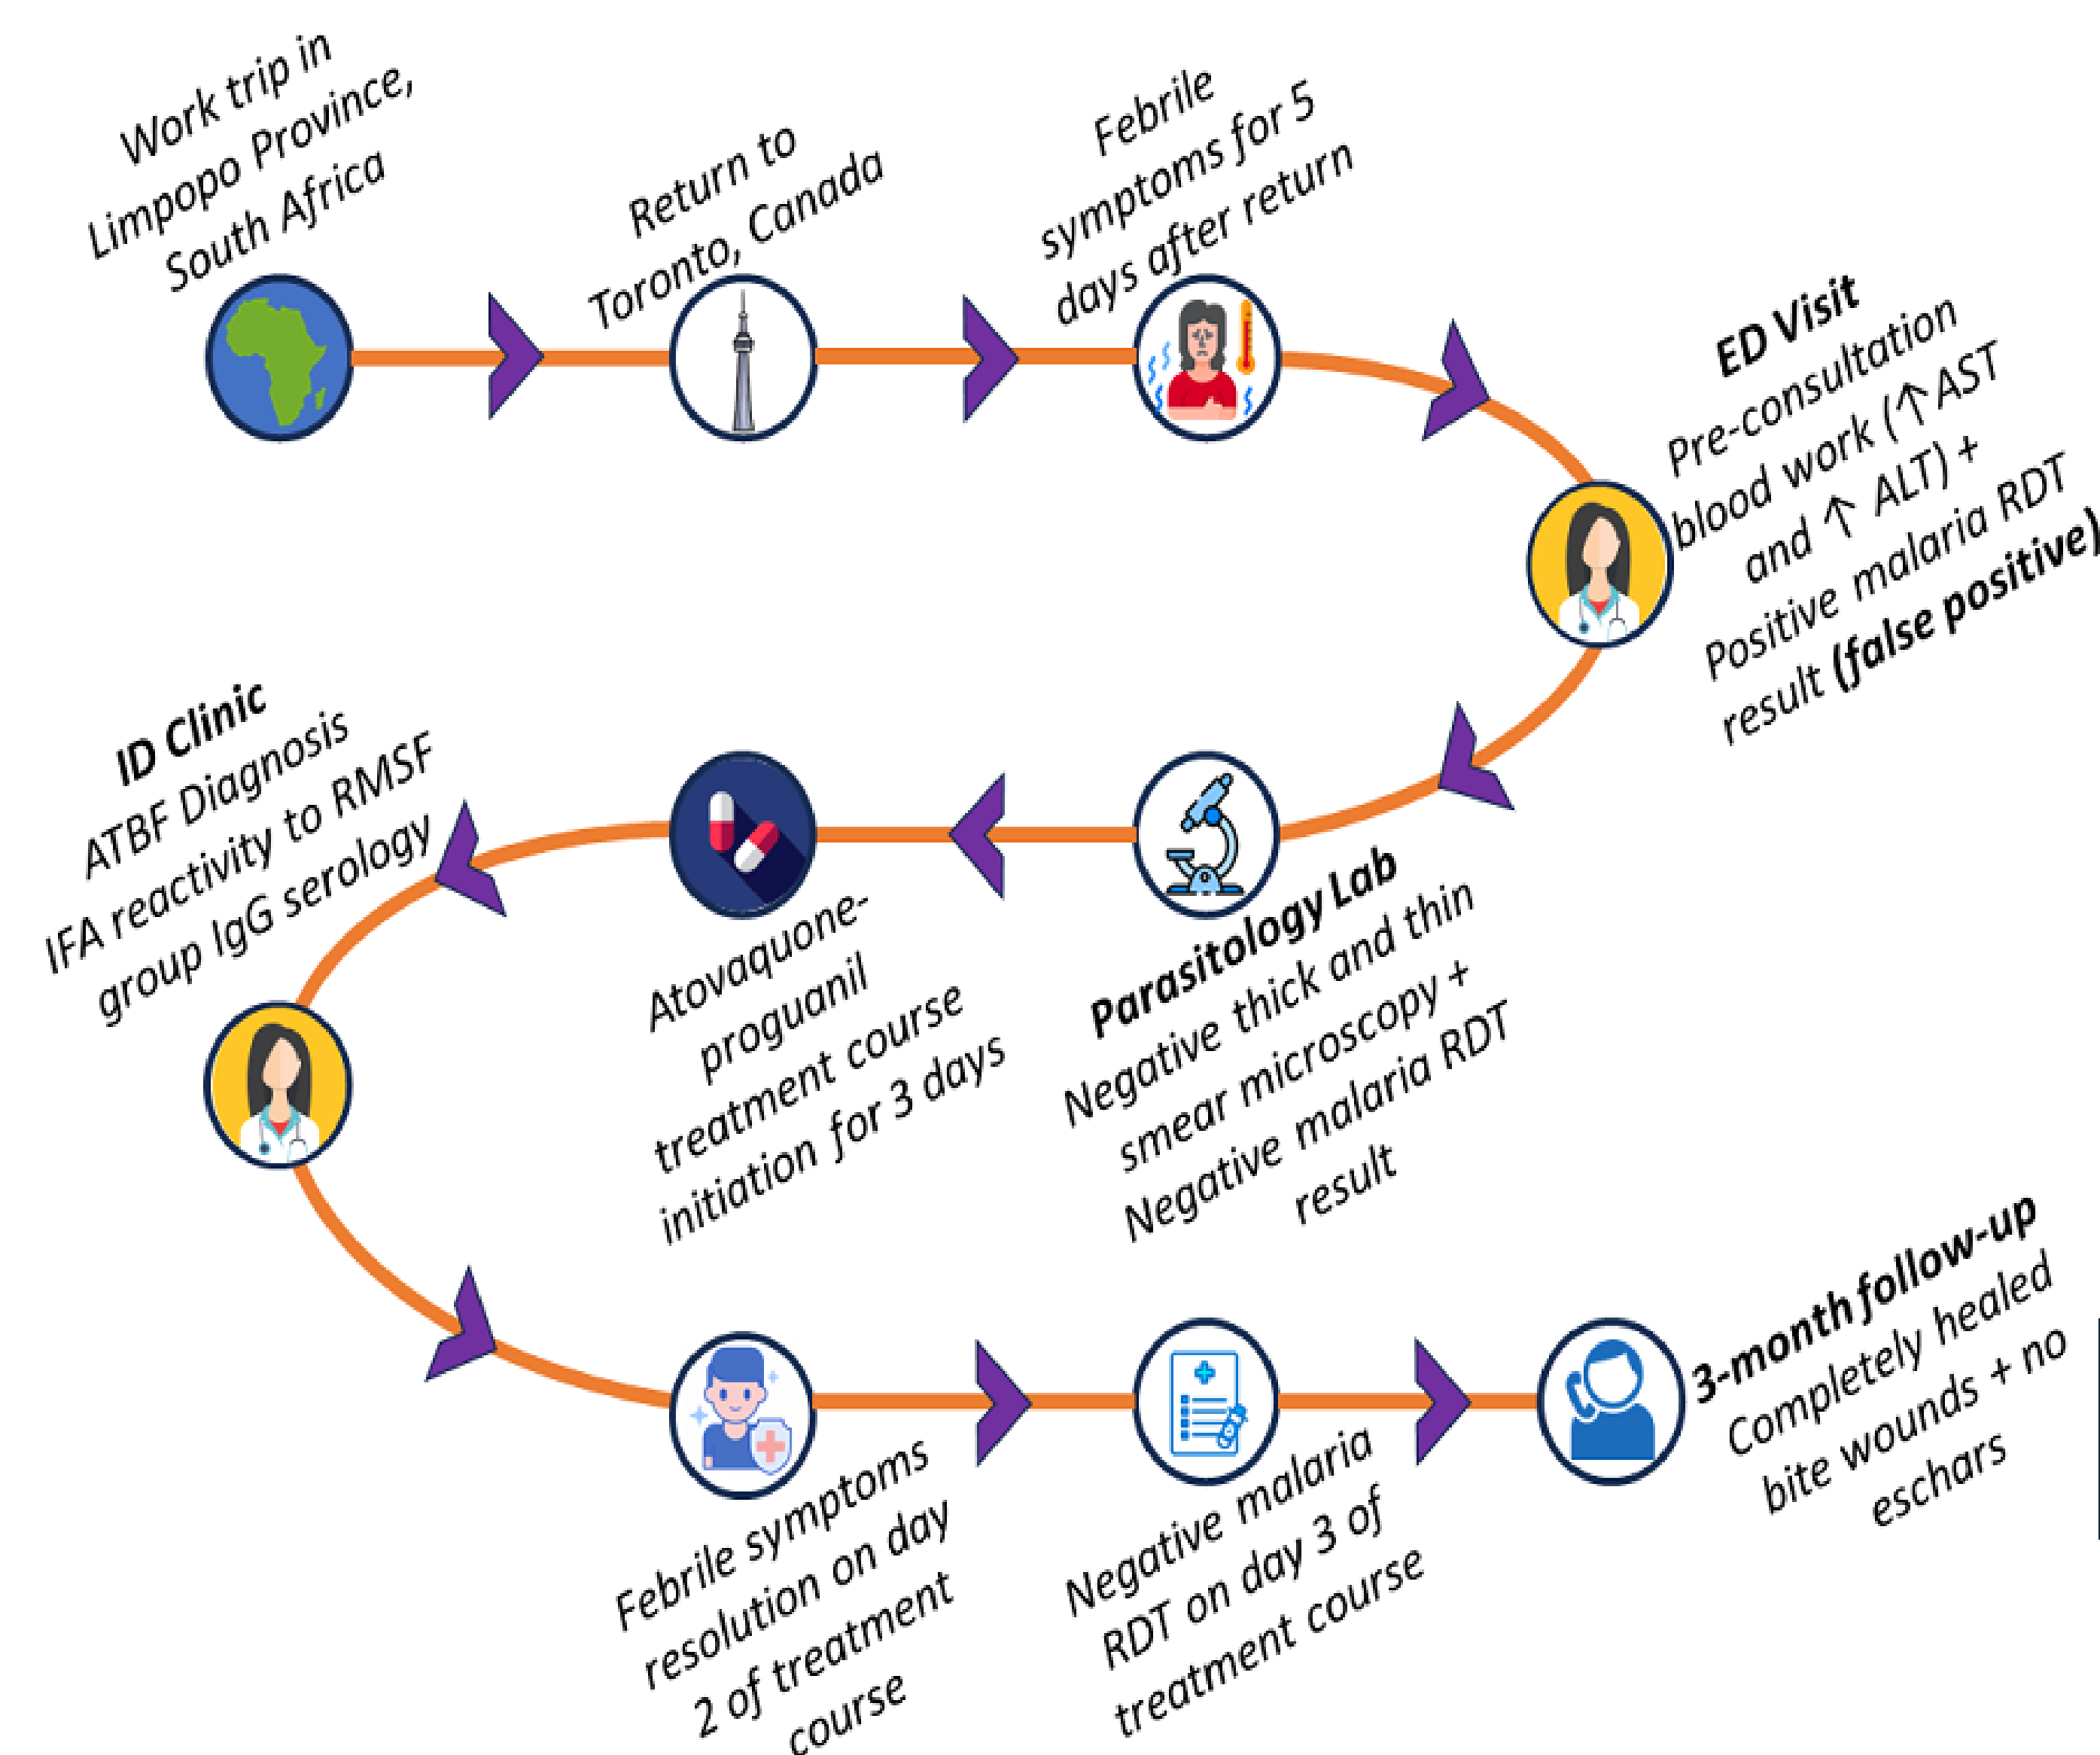 Work trip in
Limpopo Province,
South Africa
Return to
Toronto, Canada
Febrile
symptoms for 5
days after return
ED Visit
Pre-consultation
blood work (↑AST
and ↑ ALT) +
Positive malaria RDT
result (false positive)
Parasitology Lab
Negative thick and thin
smear microscopy +
Negative malaria RDT
result
Atovaquone-
proguanil
treatment course
initiation for 3 days
ID Clinic
ATBF Diagnosis
IFA reactivity to RMSF
group IgG serology
Febrile symptoms
resolution on day
2 of treatment
course
Negative malaria
RDT on day 3 of
treatment course
3-month follow-up
Completely healed
bite wounds + no
eschars